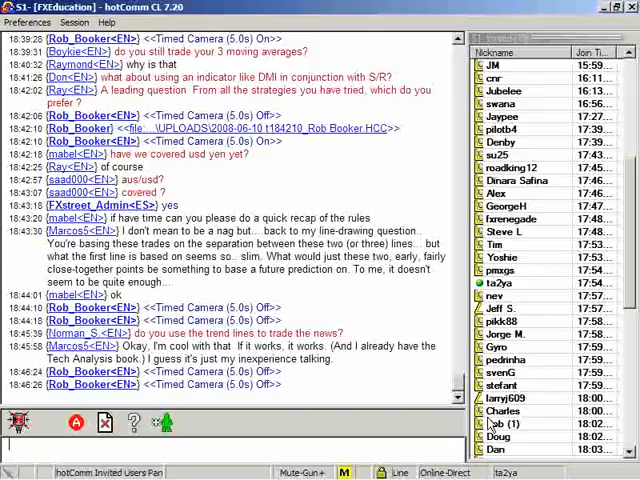 S1- [FXEducation] - hotComm CL 7.20
Preferences Session Help
18:39:28 {Rob_Booker<EN>} <<Timed Camera (5.0s) On>>
18:39:31 {Boykie<EN>} do you still trade your 3 moving averages?
18:40:32 {Raymond<EN>} why is that
18:41:26 {Don<EN>} what about using an indicator like DMI in conjunction with S/R?
18:42:02 {Ray<EN>} A leading question From all the strategies you have tried, which do you
prefer ?
18:42:06 {Rob_Booker<EN>} <<Timed Camera (5.0s) Off>>
18:42:10 {Rob_Booker} <<file:...\UPLOADS\2008-06-10 t184210_Rob Booker HCC>>
18:42:10 {Rob_Booker<EN>} <<Timed Camera (5.0s) On>>
18:42:18 {mabel<EN>} have we covered usd yen yet?
18:42:25 {Ray<EN>} of course
18:42:57 {saad000<EN>} aus/usd?
18:43:07 {saad000<EN>} covered ?
18:43:18 {FXstreet_Admin<ES>} yes
18:43:20 {mabel<EN>} if have time can you please do a quick recap of the rules
18:43:30 {Marcos5<EN>} I don't mean to be a nag but... back to my line-drawing question..
You're basing these trades on the separation between these two (or three) lines... but
what the first line is based on seems so.. slim. What would just these two, early, fairly
close-together points be something to base a future prediction on. To me, it doesn't
seem to be quite enough....
18:44:01 {mabel<EN>} ok
18:44:10 {Rob_Booker<EN>} <<Timed Camera (5.0s) Off>>
18:44:18 {Rob_Booker<EN>} <<Timed Camera (5.0s) Off>>
18:45:39 {Norman_S.<EN>} do you use the trend lines to trade the news?
18:45:58 {Marcos5<EN>} Okay, I'm cool with that. If it works, it works. (And I already have the
Tech Analysis book.) I guess it's just my inexperience talking.
18:46:24 {Rob_Booker<EN>} <<Timed Camera (5.0s) Off>>
18:46:26 {Rob_Booker<EN>} <<Timed Camera (5.0s) Off>>
Nickname Join Ti...
JM 15:59...
cnr 16:11...
Jubelee 16:13...
swana 16:56...
Jaypee 17:27...
pilotb4 17:39...
Denby 17:39...
su25 17:43...
roadking12 17:45...
Dinara Safina 17:46...
Alex 17:46...
GeorgeH 17:47...
fxrenegade 17:48...
Steve L 17:48...
Tim 17:53...
Yoshie 17:53...
pmxgs 17:54...
ta2ya 17:54...
nev 17:57...
Jeff S. 17:57...
pikk88 17:58...
Jorge M. 17:58...
Gyro 17:59...
pedrinha 17:59...
svenG 17:59...
stefant 17:59...
larryj609 18:00...
Charles 18:00...
ob (1) 18:02...
Doug 18:02...
Dan 18:03...
hotComm Invited Users Pan
Mute-Gun+ M Line Online-Direct ta2ya